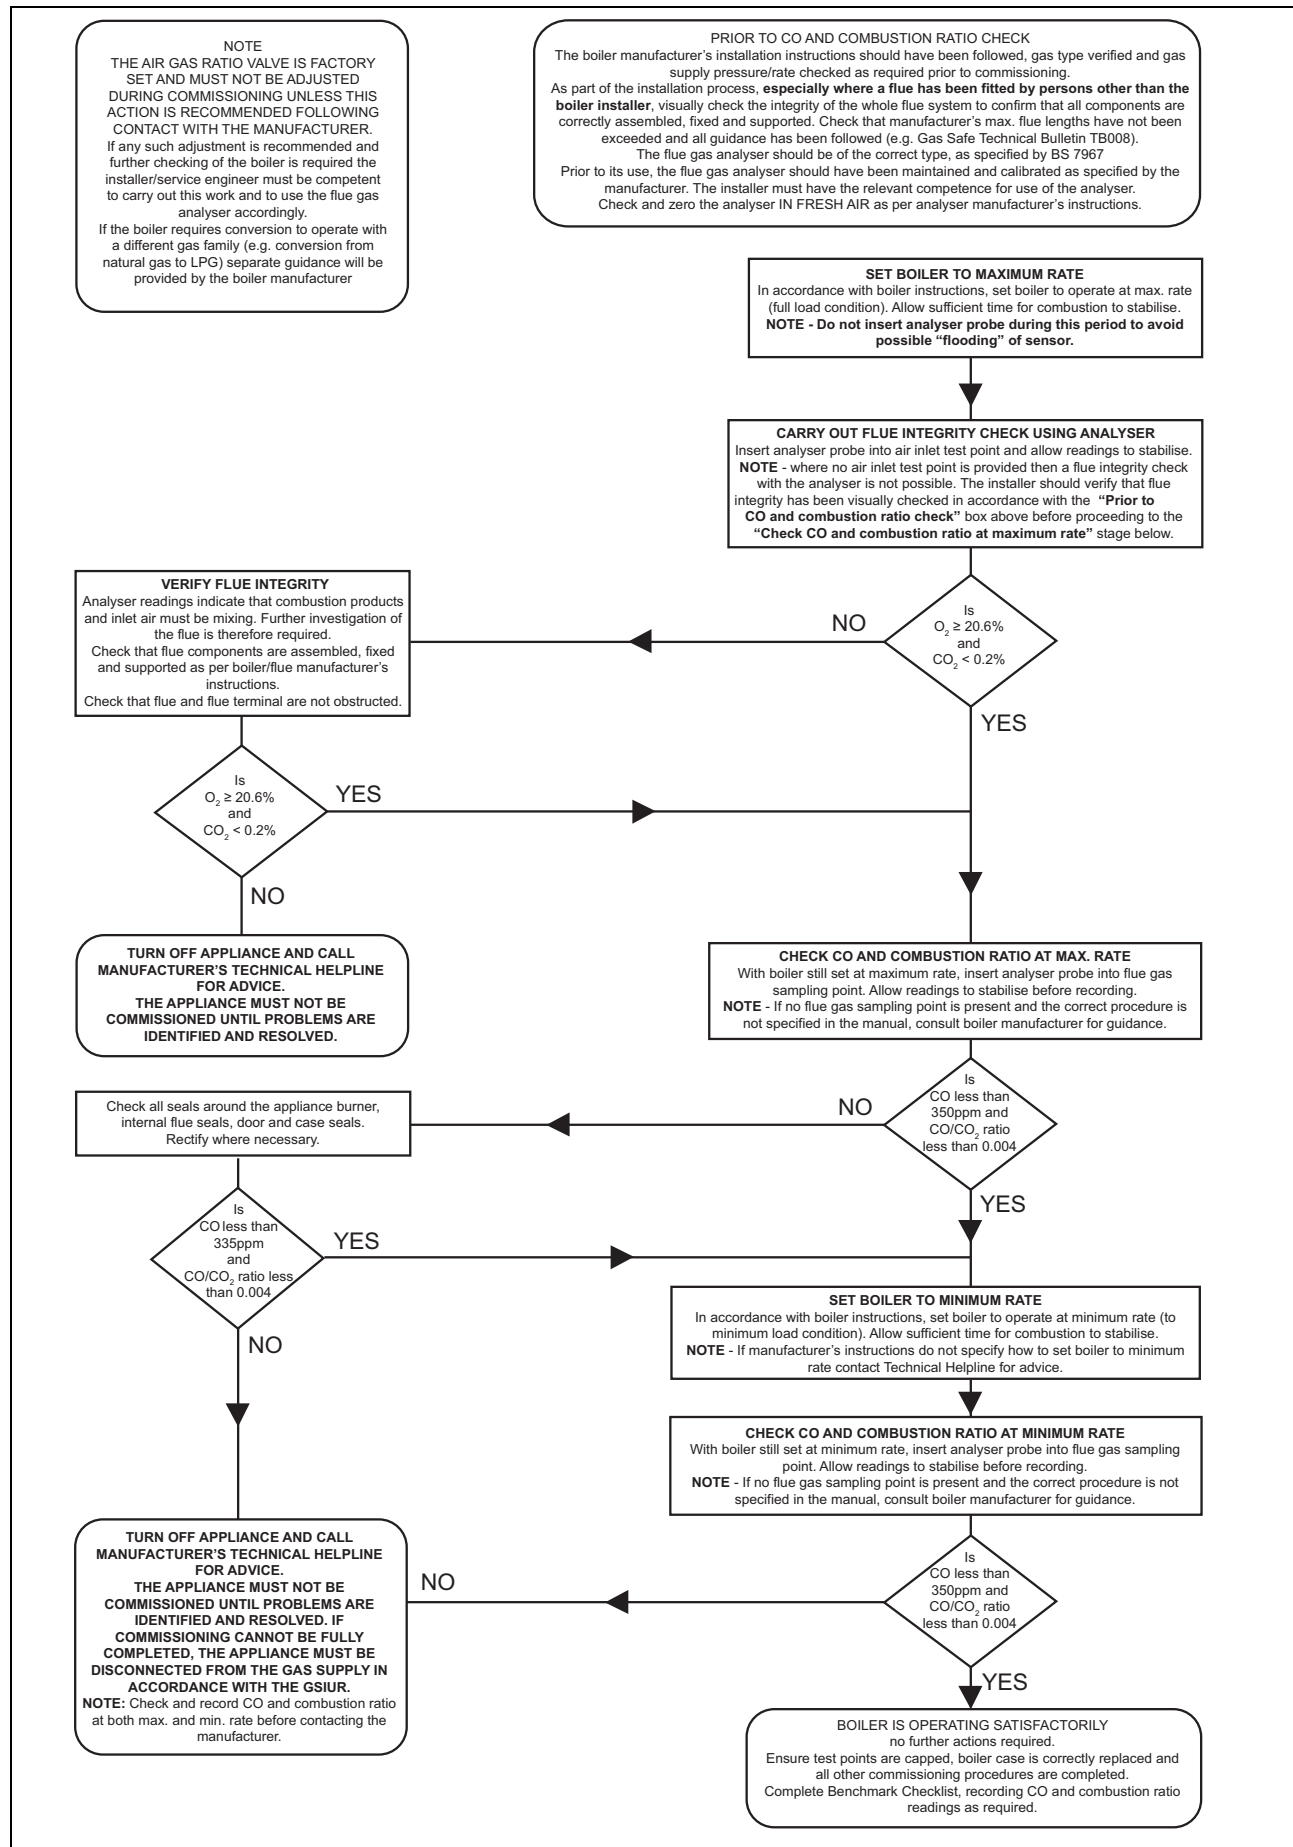 NOTE
THE AIR GAS RATIO VALVE IS FACTORY
SET AND MUST NOT BE ADJUSTED
DURING COMMISSIONING UNLESS THIS
ACTION IS RECOMMENDED FOLLOWING
CONTACT WITH THE MANUFACTURER.
If any such adjustment is recommended and
further checking of the boiler is required the
installer/service engineer must be competent
to carry out this work and to use the flue gas
analyser accordingly.
If the boiler requires conversion to operate with
a different gas family (e.g. conversion from
natural gas to LPG) separate guidance will be
provided by the boiler manufacturer
PRIOR TO CO AND COMBUSTION RATIO CHECK
The boiler manufacturer's installation instructions should have been followed, gas type verified and gas
supply pressure/rate checked as required prior to commissioning.
As part of the installation process, especially where a flue has been fitted by persons other than the
boiler installer, visually check the integrity of the whole flue system to confirm that all components are
correctly assembled, fixed and supported. Check that manufacturer's max. flue lengths have not been
exceeded and all guidance has been followed (e.g. Gas Safe Technical Bulletin TB008).
The flue gas analyser should be of the correct type, as specified by BS 7967
Prior to its use, the flue gas analyser should have been maintained and calibrated as specified by the
manufacturer. The installer must have the relevant competence for use of the analyser.
Check and zero the analyser IN FRESH AIR as per analyser manufacturer's instructions.
SET BOILER TO MAXIMUM RATE
In accordance with boiler instructions, set boiler to operate at max. rate
(full load condition). Allow sufficient time for combustion to stabilise.
NOTE - Do not insert analyser probe during this period to avoid
possible “flooding” of sensor.
CARRY OUT FLUE INTEGRITY CHECK USING ANALYSER
Insert analyser probe into air inlet test point and allow readings to stabilise.
NOTE - where no air inlet test point is provided then a flue integrity check
with the analyser is not possible. The installer should verify that flue
integrity has been visually checked in accordance with the “Prior to
CO and combustion ratio check” box above before proceeding to the
“Check CO and combustion ratio at maximum rate” stage below.
Is
O₂ ≥ 20.6%
and
CO₂ < 0.2%
NO
YES
VERIFY FLUE INTEGRITY
Analyser readings indicate that combustion products
and inlet air must be mixing. Further investigation of
the flue is therefore required.
Check that flue components are assembled, fixed
and supported as per boiler/flue manufacturer's
instructions.
Check that flue and flue terminal are not obstructed.
Is
O₂ ≥ 20.6%
and
CO₂ < 0.2%
YES
NO
TURN OFF APPLIANCE AND CALL
MANUFACTURER'S TECHNICAL HELPLINE
FOR ADVICE.
THE APPLIANCE MUST NOT BE
COMMISSIONED UNTIL PROBLEMS ARE
IDENTIFIED AND RESOLVED.
CHECK CO AND COMBUSTION RATIO AT MAX. RATE
With boiler still set at maximum rate, insert analyser probe into flue gas
sampling point. Allow readings to stabilise before recording.
NOTE - If no flue gas sampling point is present and the correct procedure is
not specified in the manual, consult boiler manufacturer for guidance.
Is
CO less than
350ppm and
CO/CO₂ ratio
less than 0.004
NO
YES
Check all seals around the appliance burner,
internal flue seals, door and case seals.
Rectify where necessary.
Is
CO less than
335ppm
and
CO/CO₂ ratio less
than 0.004
YES
NO
SET BOILER TO MINIMUM RATE
In accordance with boiler instructions, set boiler to operate at minimum rate (to
minimum load condition). Allow sufficient time for combustion to stabilise.
NOTE - If manufacturer's instructions do not specify how to set boiler to minimum
rate contact Technical Helpline for advice.
CHECK CO AND COMBUSTION RATIO AT MINIMUM RATE
With boiler still set at minimum rate, insert analyser probe into flue gas sampling
point. Allow readings to stabilise before recording.
NOTE - If no flue gas sampling point is present and the correct procedure is not
specified in the manual, consult boiler manufacturer for guidance.
Is
CO less than
350ppm and
CO/CO₂ ratio
less than 0.004
NO
YES
TURN OFF APPLIANCE AND CALL
MANUFACTURER'S TECHNICAL HELPLINE
FOR ADVICE.
THE APPLIANCE MUST NOT BE
COMMISSIONED UNTIL PROBLEMS ARE
IDENTIFIED AND RESOLVED. IF
COMMISSIONING CANNOT BE FULLY
COMPLETED, THE APPLIANCE MUST BE
DISCONNECTED FROM THE GAS SUPPLY IN
ACCORDANCE WITH THE GSIUR.
NOTE: Check and record CO and combustion ratio
at both max. and min. rate before contacting the
manufacturer.
BOILER IS OPERATING SATISFACTORILY
no further actions required.
Ensure test points are capped, boiler case is correctly replaced and
all other commissioning procedures are completed.
Complete Benchmark Checklist, recording CO and combustion ratio
readings as required.